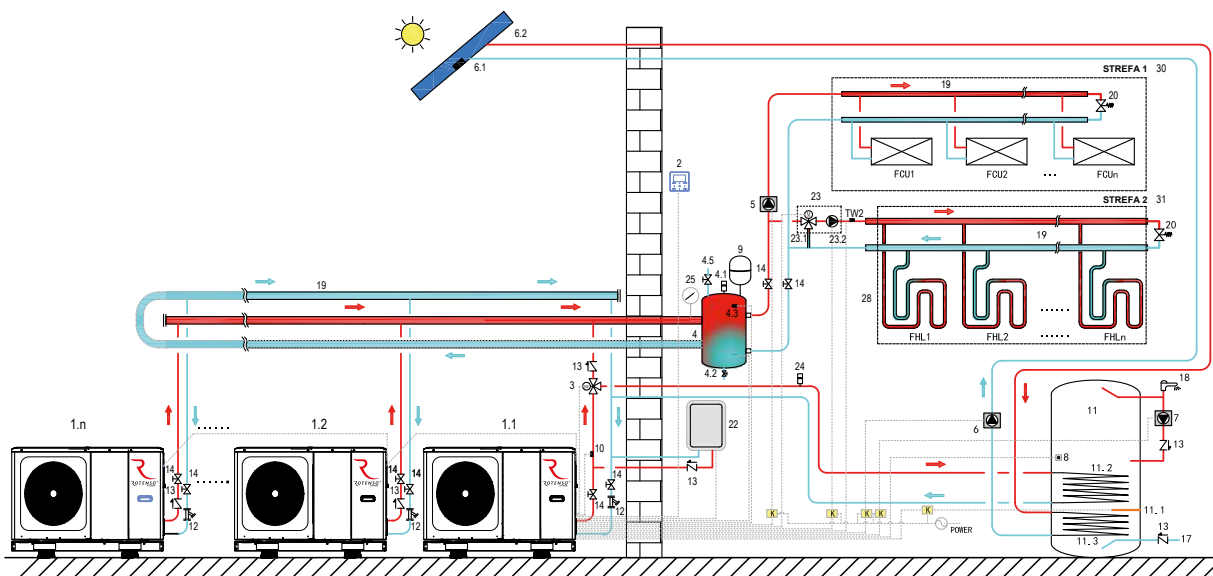 6.2
6.1
STREFA 1 30
19
20
FCU1
FCU2
...
FCUn
2
5
23
TW2
STREFA 2 31
23.1
23.2
19
20
28
FHL1
FHL2
......
FHLn
9
4.5
4.1
25
14
14
4.3
4
4.2
19
13
3
24
18
11
7
6
13
22
8
10
13
11.2
11.1
11.3
13
17
1.n
......
1.2
1.1
14
14
13
12
ROTENSO
14
14
13
12
ROTENSO
14
14
12
ROTENSO
K
K
K
K
K
POWER